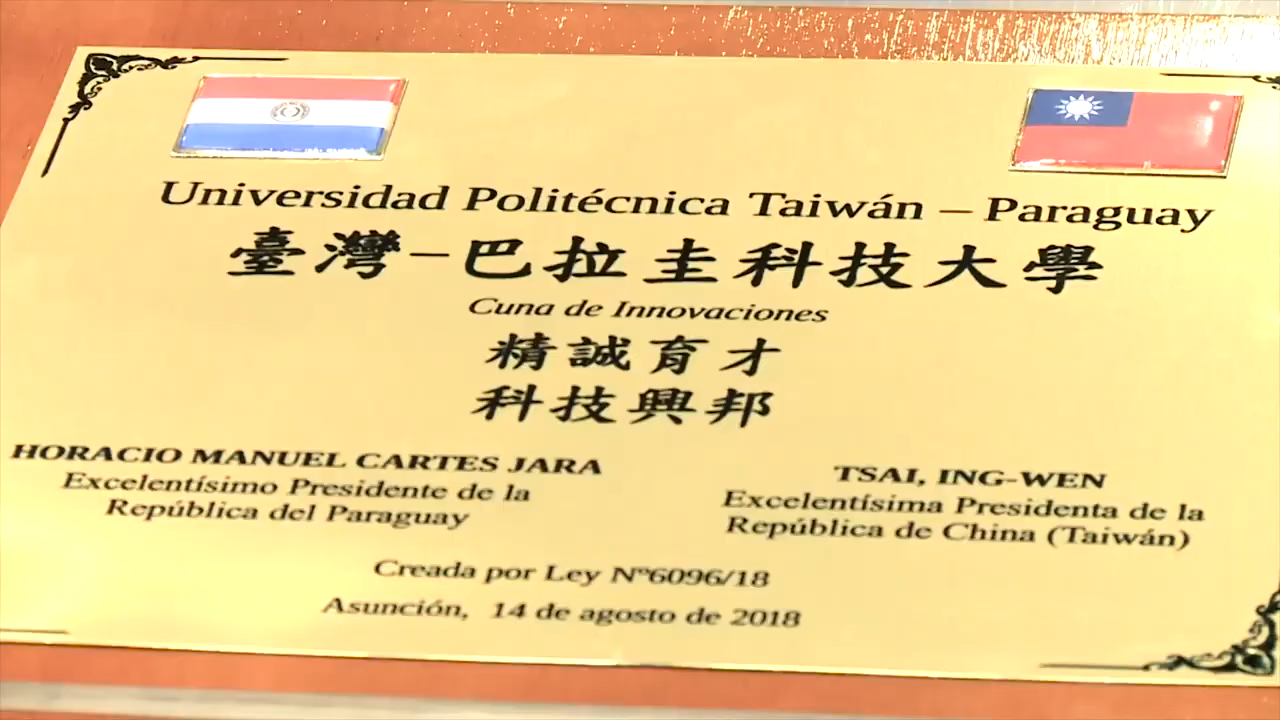 Universidad Politécnica Taiwán – Paraguay
臺灣–巴拉圭科技大學
Cuna de Innovaciones
精誠育才
科技興邦
HORACIO MANUEL CARTES JARA
Excelentísimo Presidente de la
República del Paraguay
TSAI, ING-WEN
Excelentísima Presidenta de la
República de China (Taiwán)
Creada por Ley Nº6096/18
Asunción, 14 de agosto de 2018